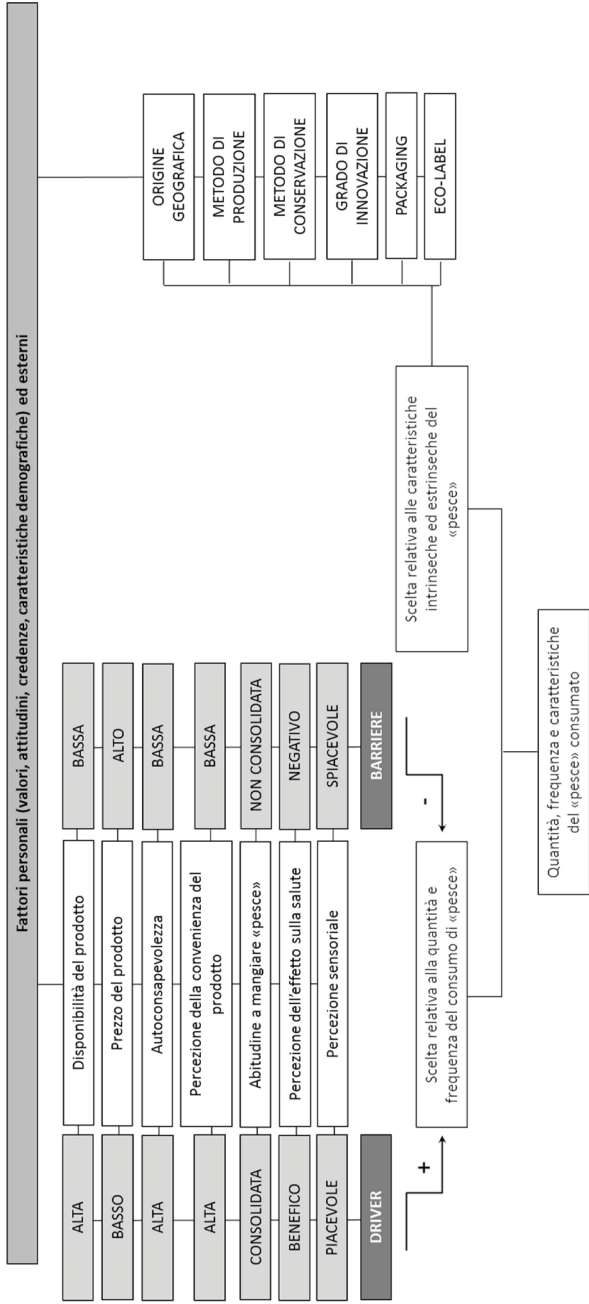 Fattori personali (valori, attitudini, credenze, caratteristiche demografiche) ed esterni
ALTA
Disponibilità del prodotto
BASSA
BASSO
Prezzo del prodotto
ALTO
ALTA
Autoconsapevolezza
BASSA
ALTA
Percezione della convenienza del
prodotto
BASSA
CONSOLIDATA
Abitudine a mangiare «pesce»
NON CONSOLIDATA
BENEFICO
Percezione dell'effetto sulla salute
NEGATIVO
PIACEVOLE
Percezione sensoriale
SPIACEVOLE
DRIVER
BARRIERE
+
-
Scelta relativa alla quantità e
frequenza del consumo di «pesce»
ORIGINE
GEOGRAFICA
METODO DI
PRODUZIONE
METODO DI
CONSERVAZIONE
GRADO DI
INNOVAZIONE
PACKAGING
ECO-LABEL
Scelta relativa alle caratteristiche
intrinseche ed estrinseche del
«pesce»
Quantità, frequenza e caratteristiche
del «pesce» consumato